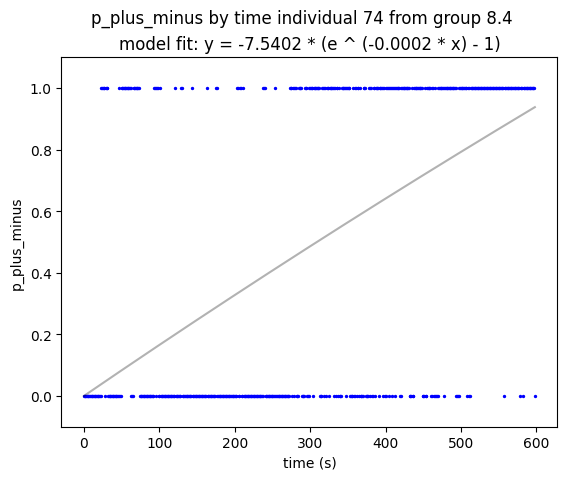 p_plus_minus by time individual 74 from group 8.4
model fit: y = -7.5402 * (e ^ (-0.0002 * x) - 1)
1.0
0.8
0.6
0.4
0.2
0.0
p_plus_minus
0 100 200 300 400 500 600
time (s)